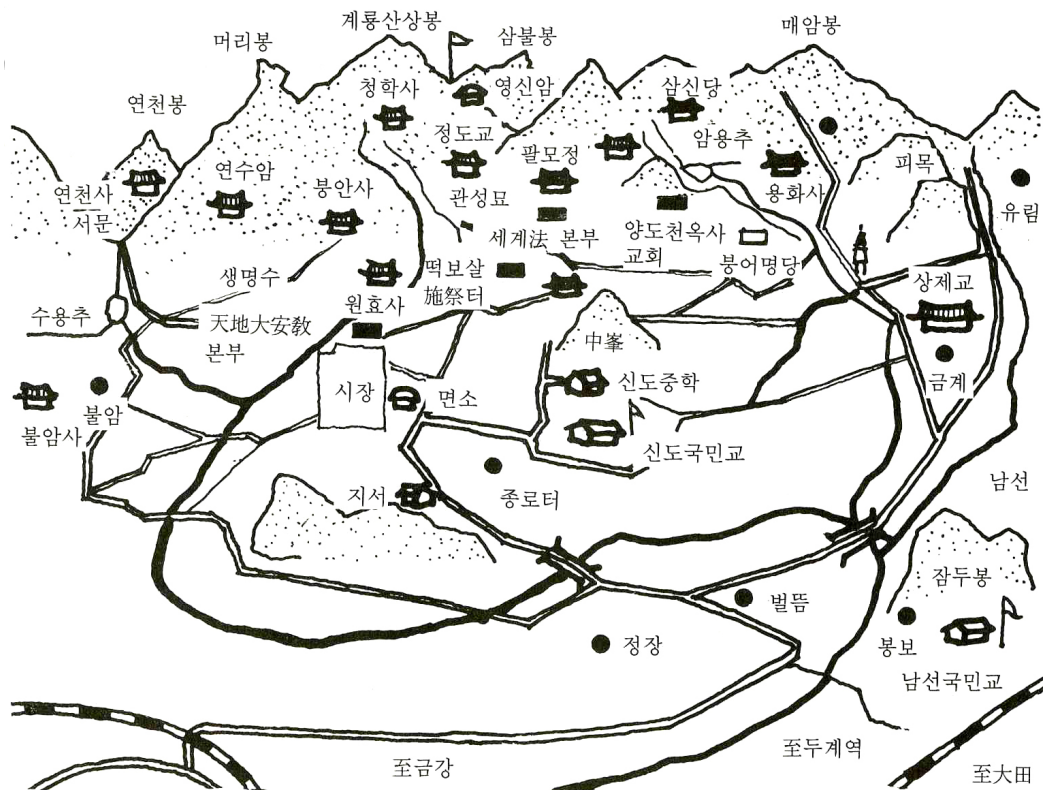 계룡산상봉
매암봉
머리봉
삼불봉
연천봉
청학사
영신암
삼신당
정도교
암용추
연천사
서문
연수암
봉안사
관성묘
팔모정
용화사
피목
유림
세계法 본부
양도천옥사
교회
붕어명당
생명수
떡보살
施祭터
상제교
수용추
天地大安敎
본부
원효사
中峯
금계
시장
면소
신도중학
불암
불암사
신도국민교
지서
종로터
남선
잠두봉
벌뜸
정장
봉보
남선국민교
至두계역
至금강
至大田